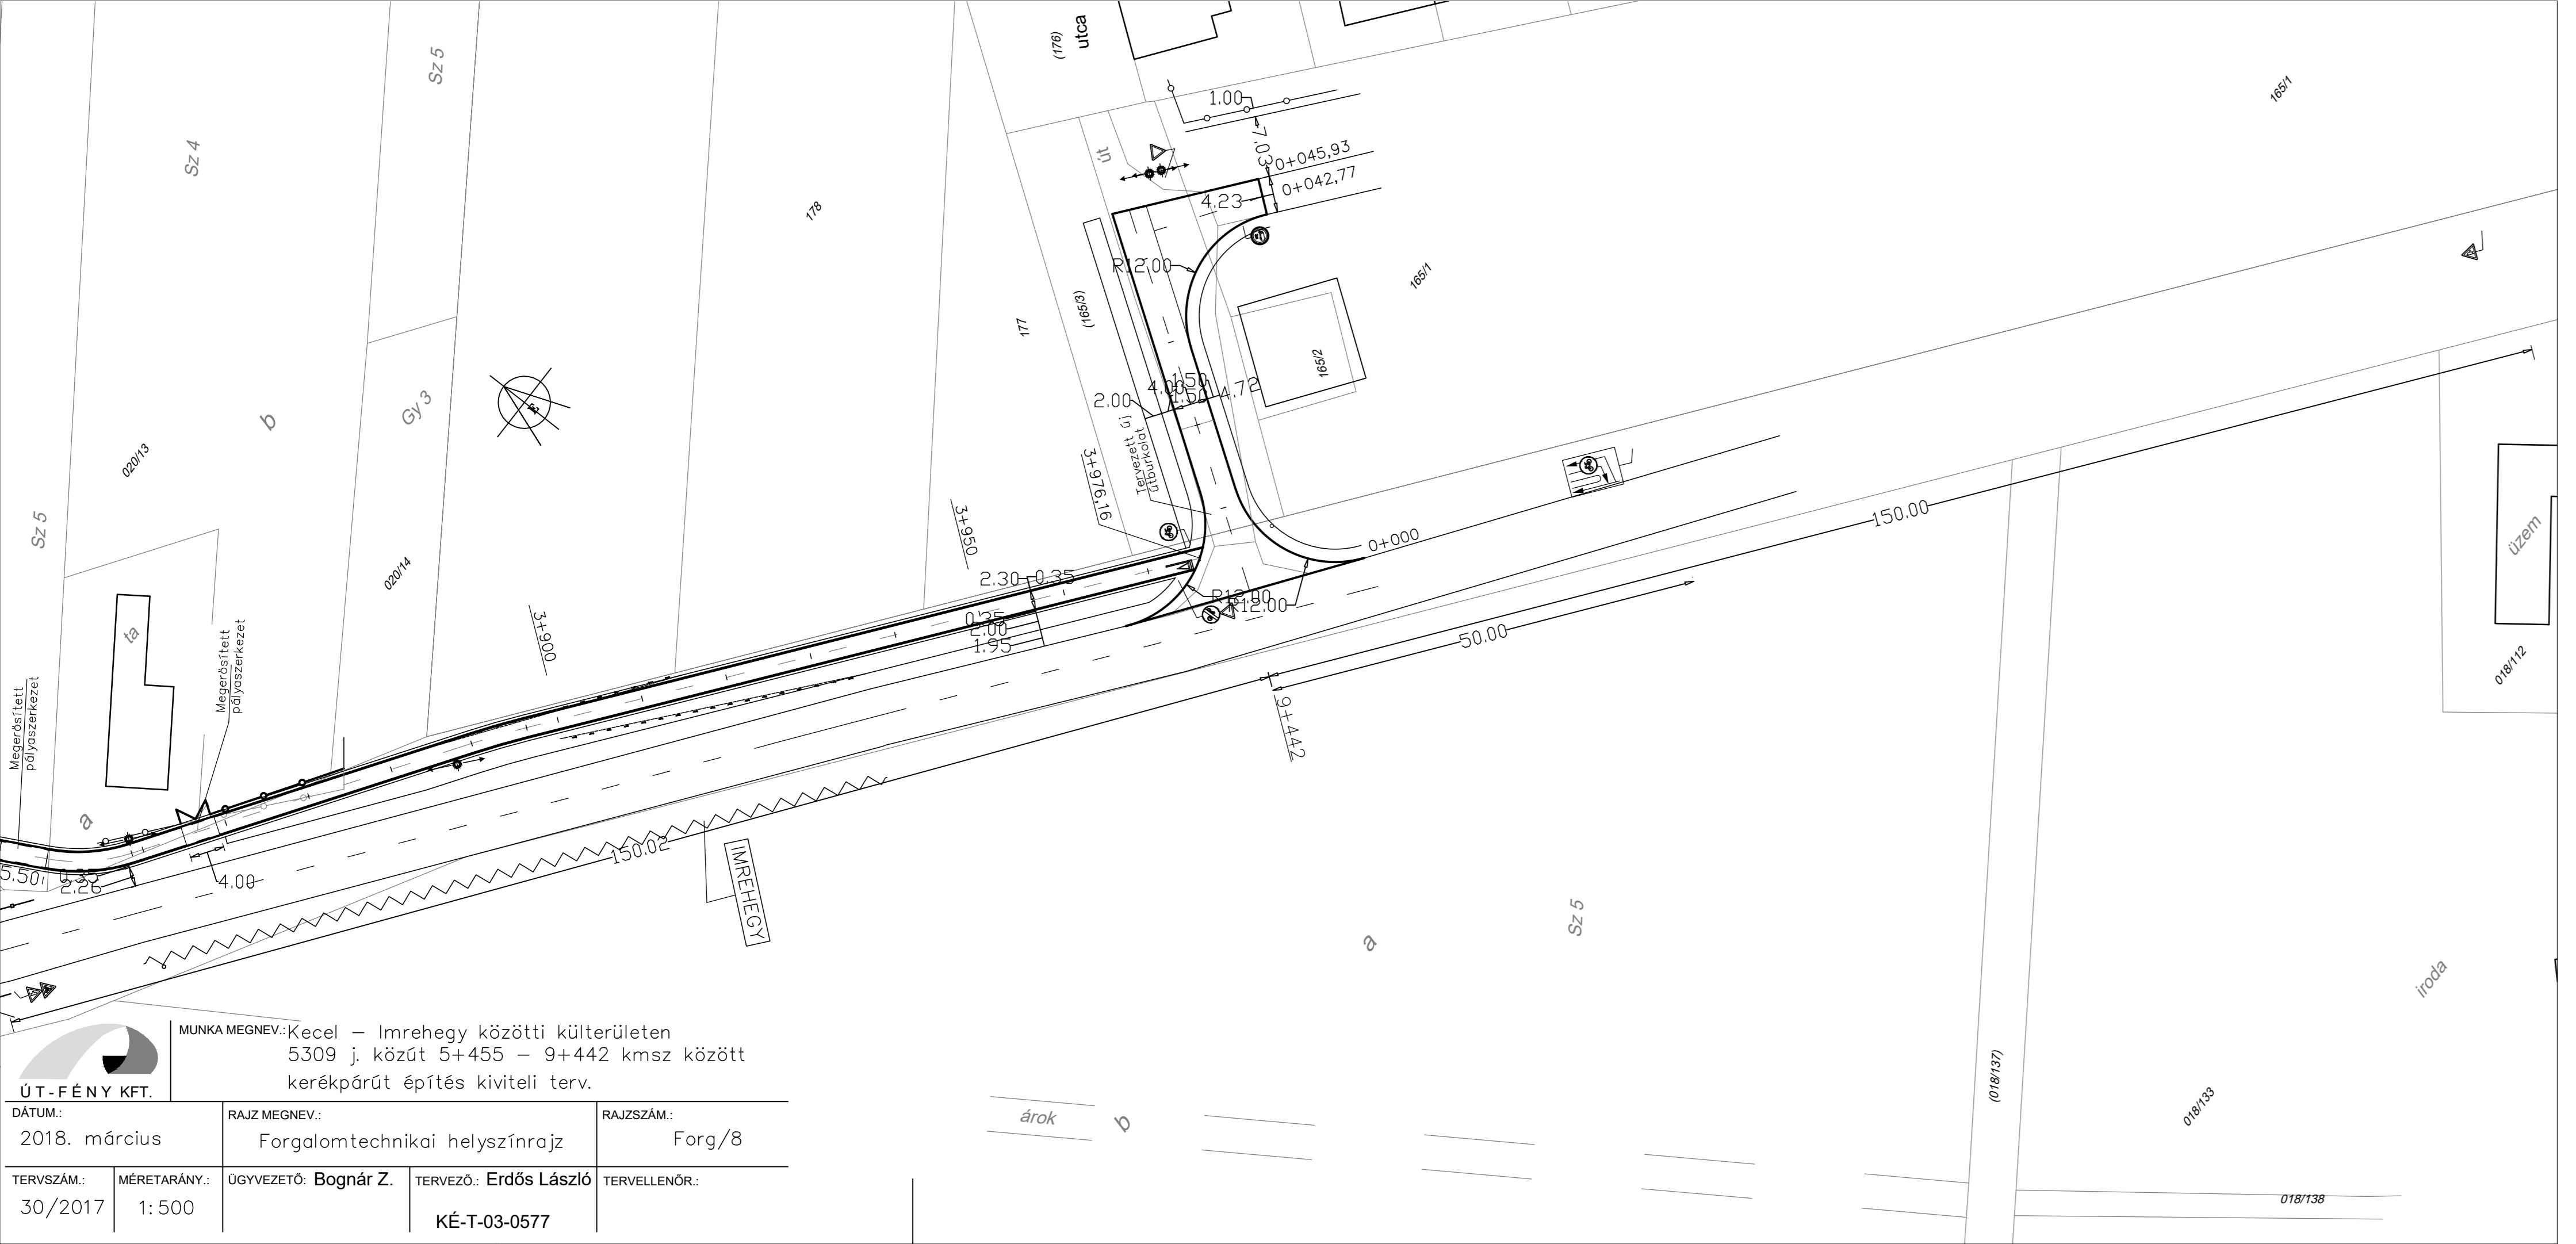 Sz 5
Sz 4
(176)
utca
165/1
1.00
7.03
út
0+045,93
0+042,77
4.23
178
R12.00
165/1
(165/3)
177
165/2
b
Gy 3
020/13
4.00
1.50
1.50
4.72
2.00
Tervezett új
útburkolat
3+976,16
Sz 5
020/14
3+950
0+000
150.00
üzem
2.30
0.35
R12.00
R12.00
0.35
2.00
1.95
50.00
3+900
ta
018/112
Megerösített
pályaszerkezet
Megerösített
pályaszerkezet
9+442
a
150.02
IMREHEGY
5.50
0.35
2.26
4.00
Sz 5
a
iroda
(018/137)
018/133
árok
b
018/138
ÚT-FÉNY KFT.
MUNKA MEGNEV.: Kecel – Imrehegy közötti külterületen
5309 j. közút 5+455 – 9+442 kmsz között
kerékpárút építés kiviteli terv.
DÁTUM.:
2018. március
RAJZ MEGNEV.:
Forgalomtechnikai helyszínrajz
RAJZSZÁM.:
Forg/8
TERVSZÁM.:
30/2017
MÉRETARÁNY.:
1:500
ÜGYVEZETŐ: Bognár Z.
TERVEZŐ.: Erdős László
KÉ-T-03-0577
TERVELLENŐR.: